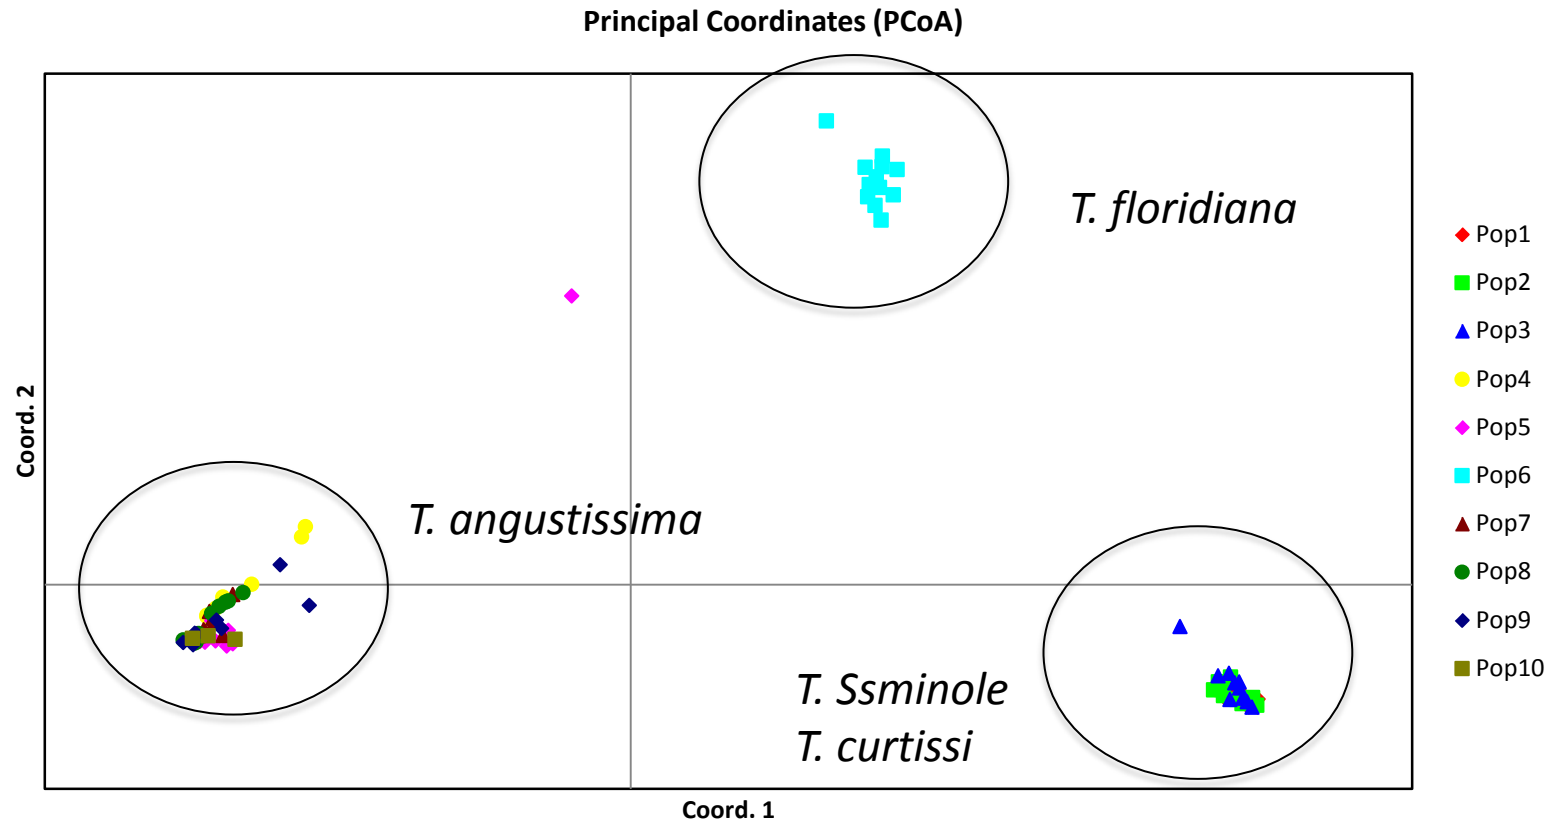 Principal Coordinates (PCoA)
T. floridiana
T. angustissima
T. Ssminole
T. curtissi
Coord. 2
Coord. 1
Pop1
Pop2
Pop3
Pop4
Pop5
Pop6
Pop7
Pop8
Pop9
Pop10